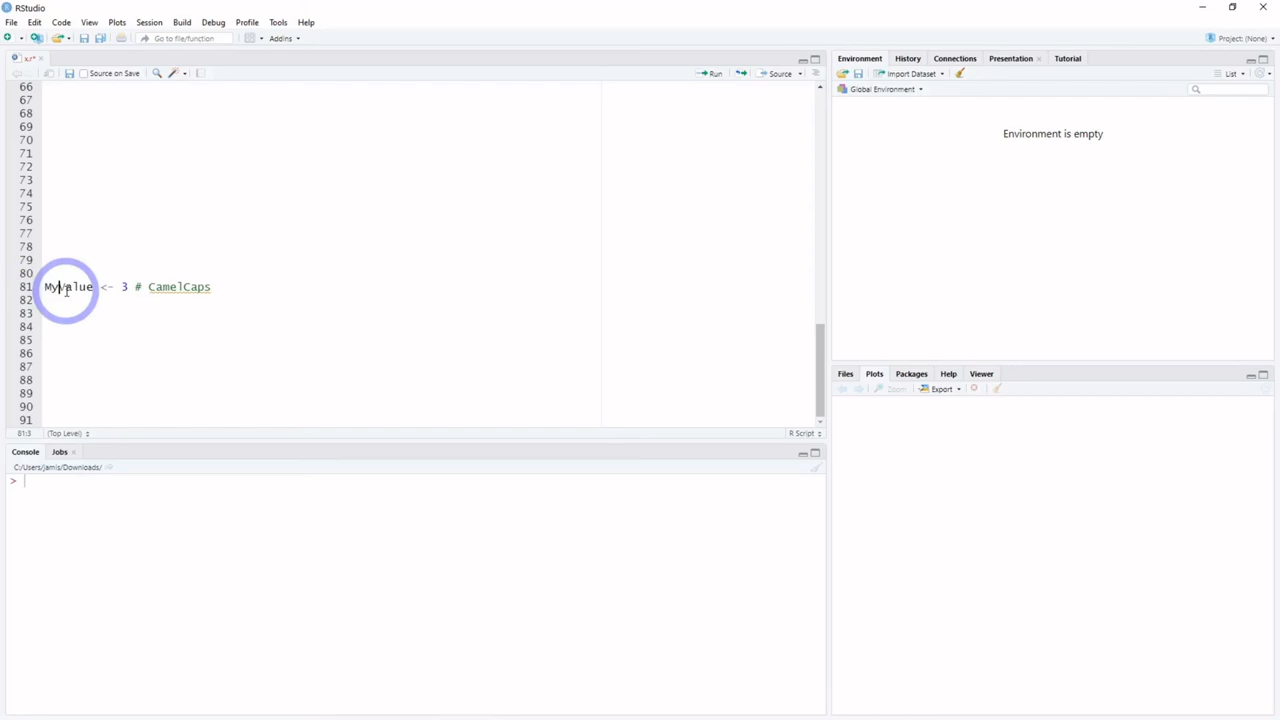 RStudio
File Edit Code View Plots Session Build Debug Profile Tools Help
Go to file/function Addins Project: (None)
x.r*
Source on Save Run Source
66
67
68
69
70
71
72
73
74
75
76
77
78
79
80
81 MyValue <- 3 # CamelCaps
82
83
84
85
86
87
88
89
90
91
81:3 (Top Level) R Script
Console Jobs
C:/Users/jamis/Downloads/
>
Environment History Connections Presentation Tutorial
Import Dataset List
Global Environment
Environment is empty
Files Plots Packages Help Viewer
Zoom Export